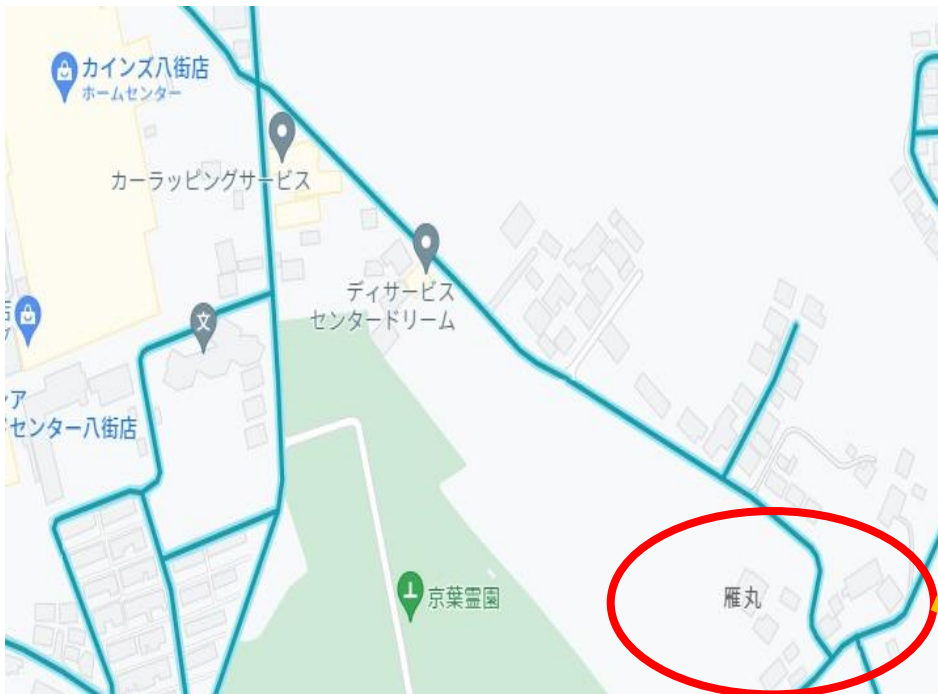 カインズ八街店
ホームセンター
カーラッピングサービス
ディサービス
センタードリーム
文
センター八街店
京葉霊園
雁丸